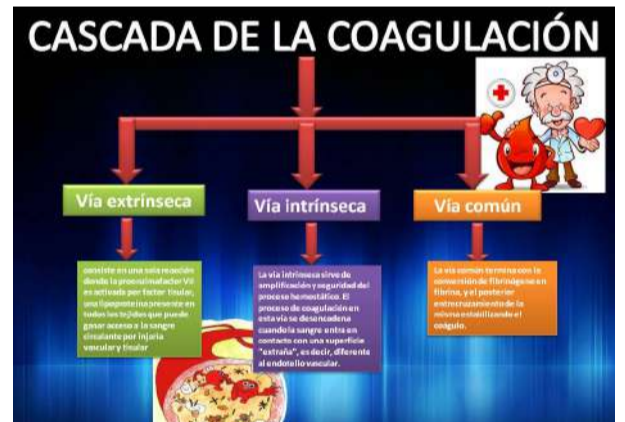 CASCADA DE LA COAGULACIÓN
Vía extrínseca
Vía intrínseca
Vía común
consiste en una sola reacción
donde la proenzima factor VII
es activada por factor tisular,
una lipoproteína presente en
todos los tejidos que puede
ganar acceso a la sangre
circulante por injuria
vascular y tisular
La vía intrínseca sirve de
amplificación y seguridad del
proceso hemostático. El
proceso de coagulación en
esta vía se desencadena
cuando la sangre entra en
contacto con una superficie
"extraña", es decir, diferente
al endotelio vascular.
La vía común termina con la
conversión de fibrinógeno en
fibrina, y el posterior
entrecruzamiento de la
misma estabilizando el
coágulo.